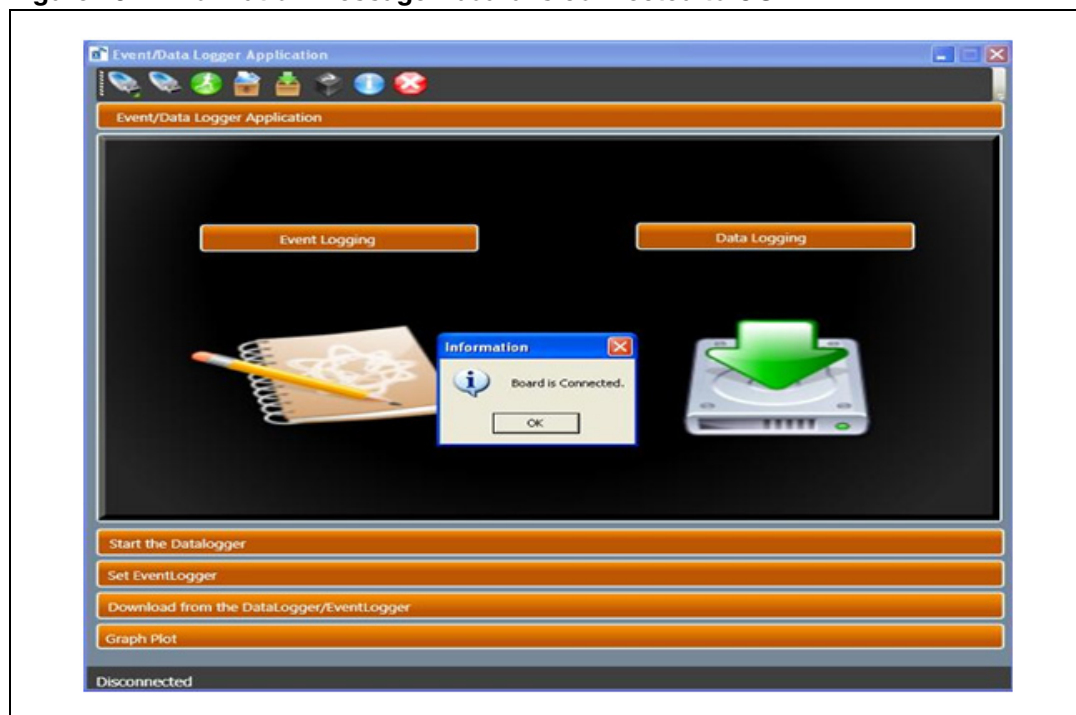 Event/Data Logger Application
Event/Data Logger Application
Event Logging
Data Logging
Information
Board is Connected.
OK
Start the Datalogger
Set EventLogger
Download from the DataLogger/EventLogger
Graph Plot
Disconnected